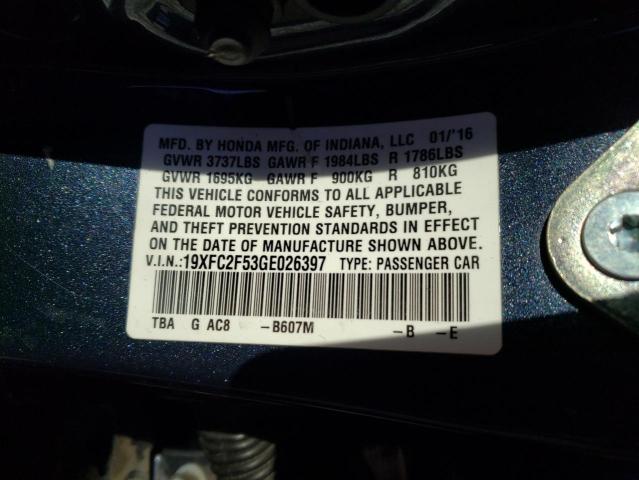 MFD. BY HONDA MFG. OF INDIANA, LLC 01/'16
GVWR 3737LBS GAWR F 1984LBS R 1786LBS
GVWR 1695KG GAWR F 900KG R 810KG
THIS VEHICLE CONFORMS TO ALL APPLICABLE
FEDERAL MOTOR VEHICLE SAFETY, BUMPER,
AND THEFT PREVENTION STANDARDS IN EFFECT
ON THE DATE OF MANUFACTURE SHOWN ABOVE.
V.I.N.:19XFC2F53GE026397 TYPE: PASSENGER CAR
TBA G AC8 -B607M -B -E